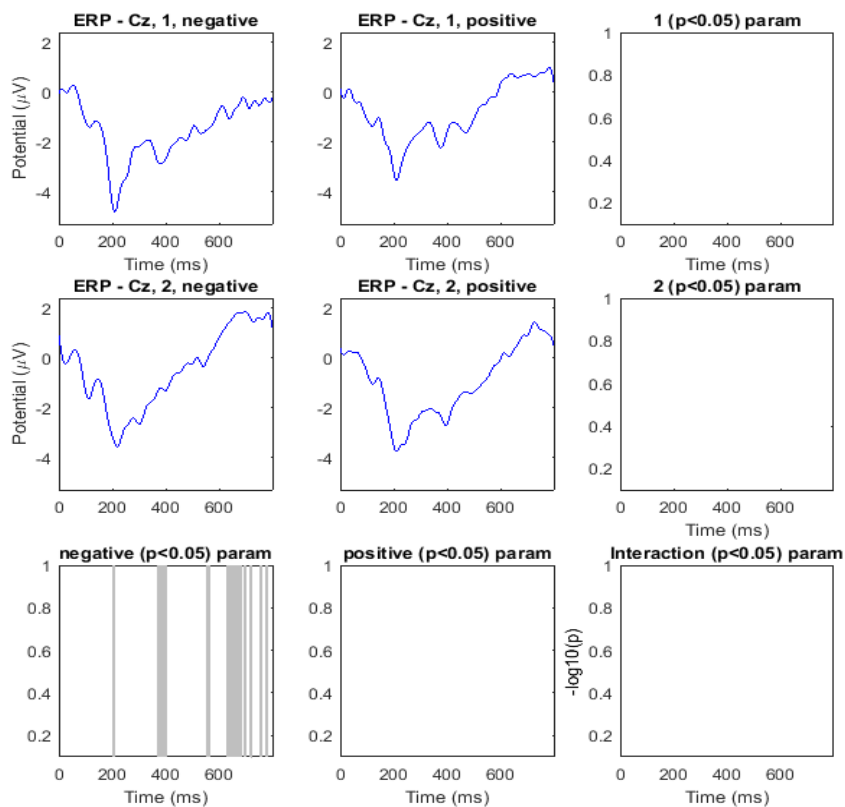 ERP - Cz, 1, negative
ERP - Cz, 1, positive
1 (p<0.05) param
2
0
-2
-4
Potential (μV)
0 200 400 600
Time (ms)
2
0
-2
-4
0 200 400 600
Time (ms)
1
0.8
0.6
0.4
0.2
0 200 400 600
Time (ms)
ERP - Cz, 2, negative
ERP - Cz, 2, positive
2 (p<0.05) param
2
0
-2
-4
Potential (μV)
0 200 400 600
Time (ms)
2
0
-2
-4
0 200 400 600
Time (ms)
1
0.8
0.6
0.4
0.2
0 200 400 600
Time (ms)
negative (p<0.05) param
positive (p<0.05) param
Interaction (p<0.05) param
1
0.8
0.6
0.4
0.2
0 200 400 600
Time (ms)
1
0.8
0.6
0.4
0.2
0 200 400 600
Time (ms)
-log10(p)
1
0.8
0.6
0.4
0.2
0 200 400 600
Time (ms)